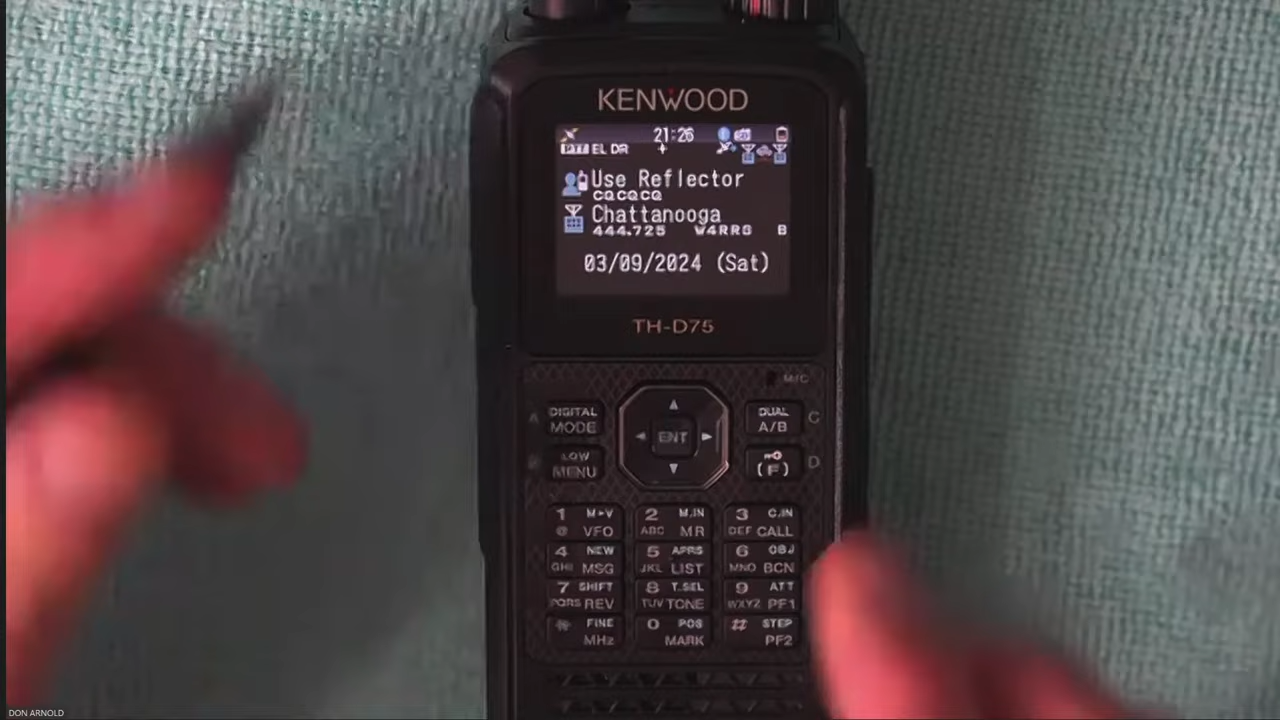 KENWOOD
21:26
PTT EL DR
Use Reflector
CQCQCQ
Chattanooga
444.725 W4RRG B
03/09/2024 (Sat)
TH-D75
MIC
A DIGITAL MODE DUAL A/B C
LOW MENU ENT (F) D
1 M▸V 2 M.IN 3 C.IN
@ VFO ABC MR DEF CALL
4 NEW 5 APRS 6 OBJ
GHI MSG JKL LIST MNO BCN
7 SHIFT 8 T.SEL 9 ATT
PQRS REV TUV TONE WXYZ PF1
* FINE 0 POS # STEP
MHz MARK PF2
DON ARNOLD